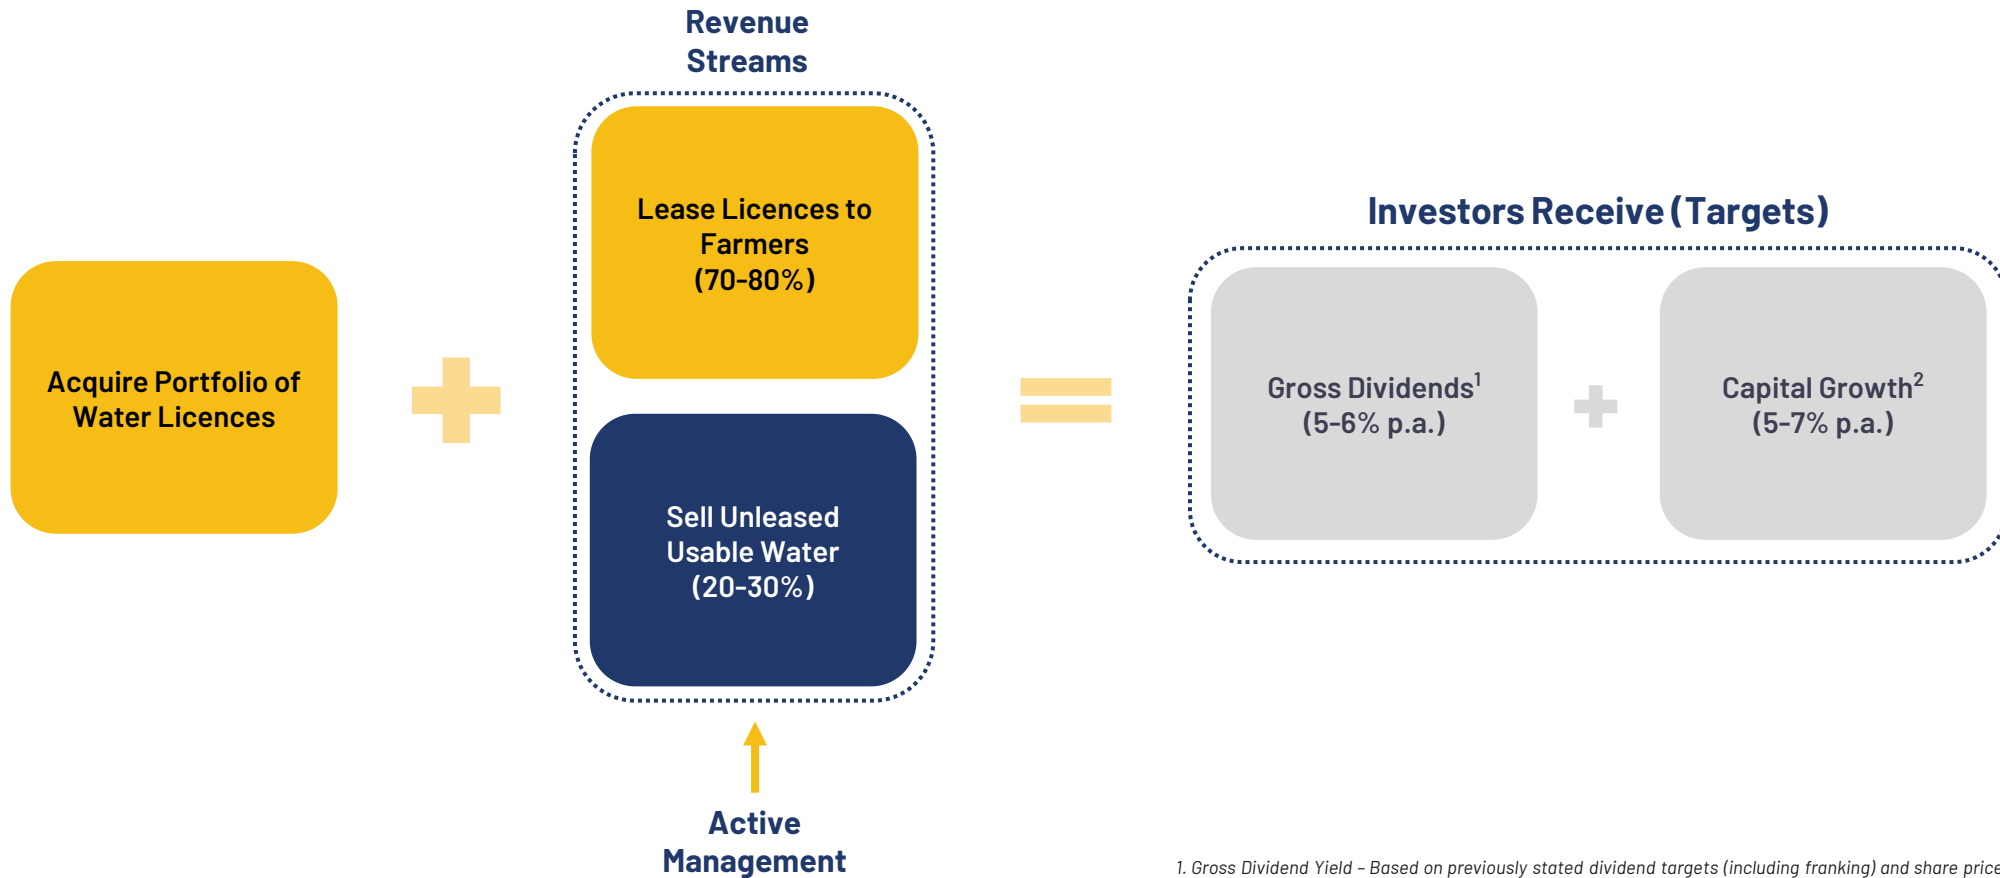 Revenue
Streams
Lease Licences to
Farmers
(70-80%)
Acquire Portfolio of
Water Licences
Sell Unleased
Usable Water
(20-30%)
Active
Management
Investors Receive (Targets)
Gross Dividends¹
(5-6% p.a.)
Capital Growth²
(5-7% p.a.)
1. Gross Dividend Yield – Based on previously stated dividend targets (including franking) and share price